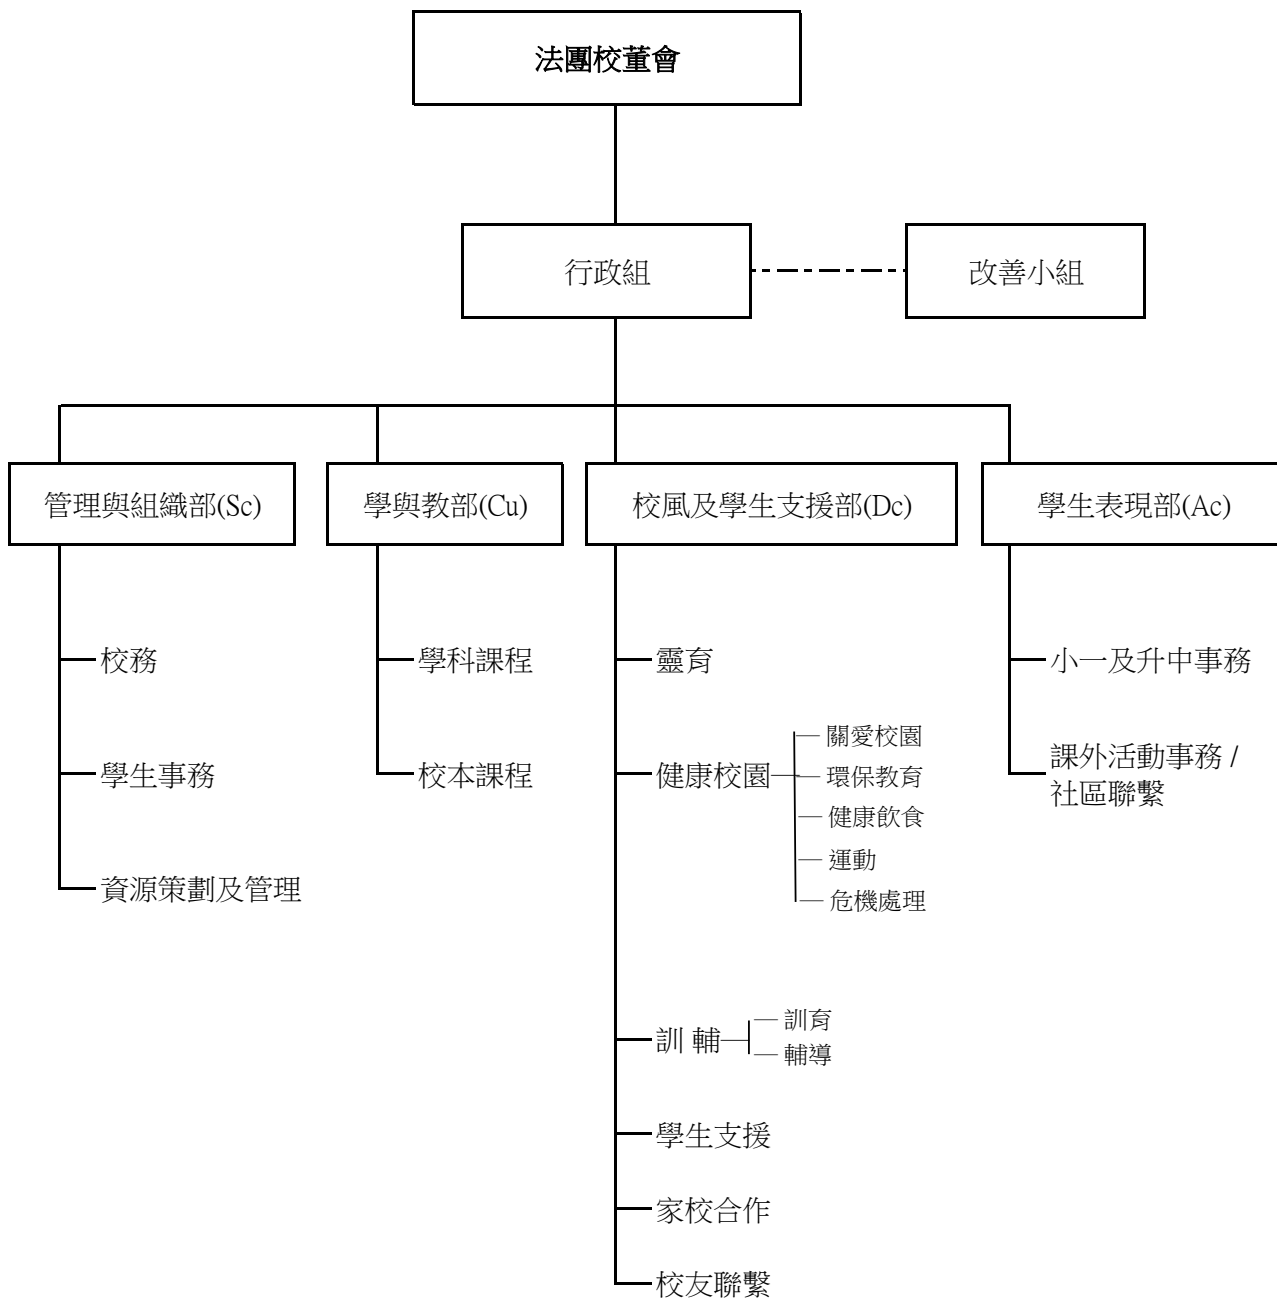 法團校董會
行政組
改善小組
管理與組織部(Sc)
學與教部(Cu)
校風及學生支援部(Dc)
學生表現部(Ac)
校務
學生事務
資源策劃及管理
學科課程
校本課程
靈育
健康校園
關愛校園
環保教育
健康飲食
運動
危機處理
訓 輔
訓育
輔導
學生支援
家校合作
校友聯繫
小一及升中事務
課外活動事務 /
社區聯繫